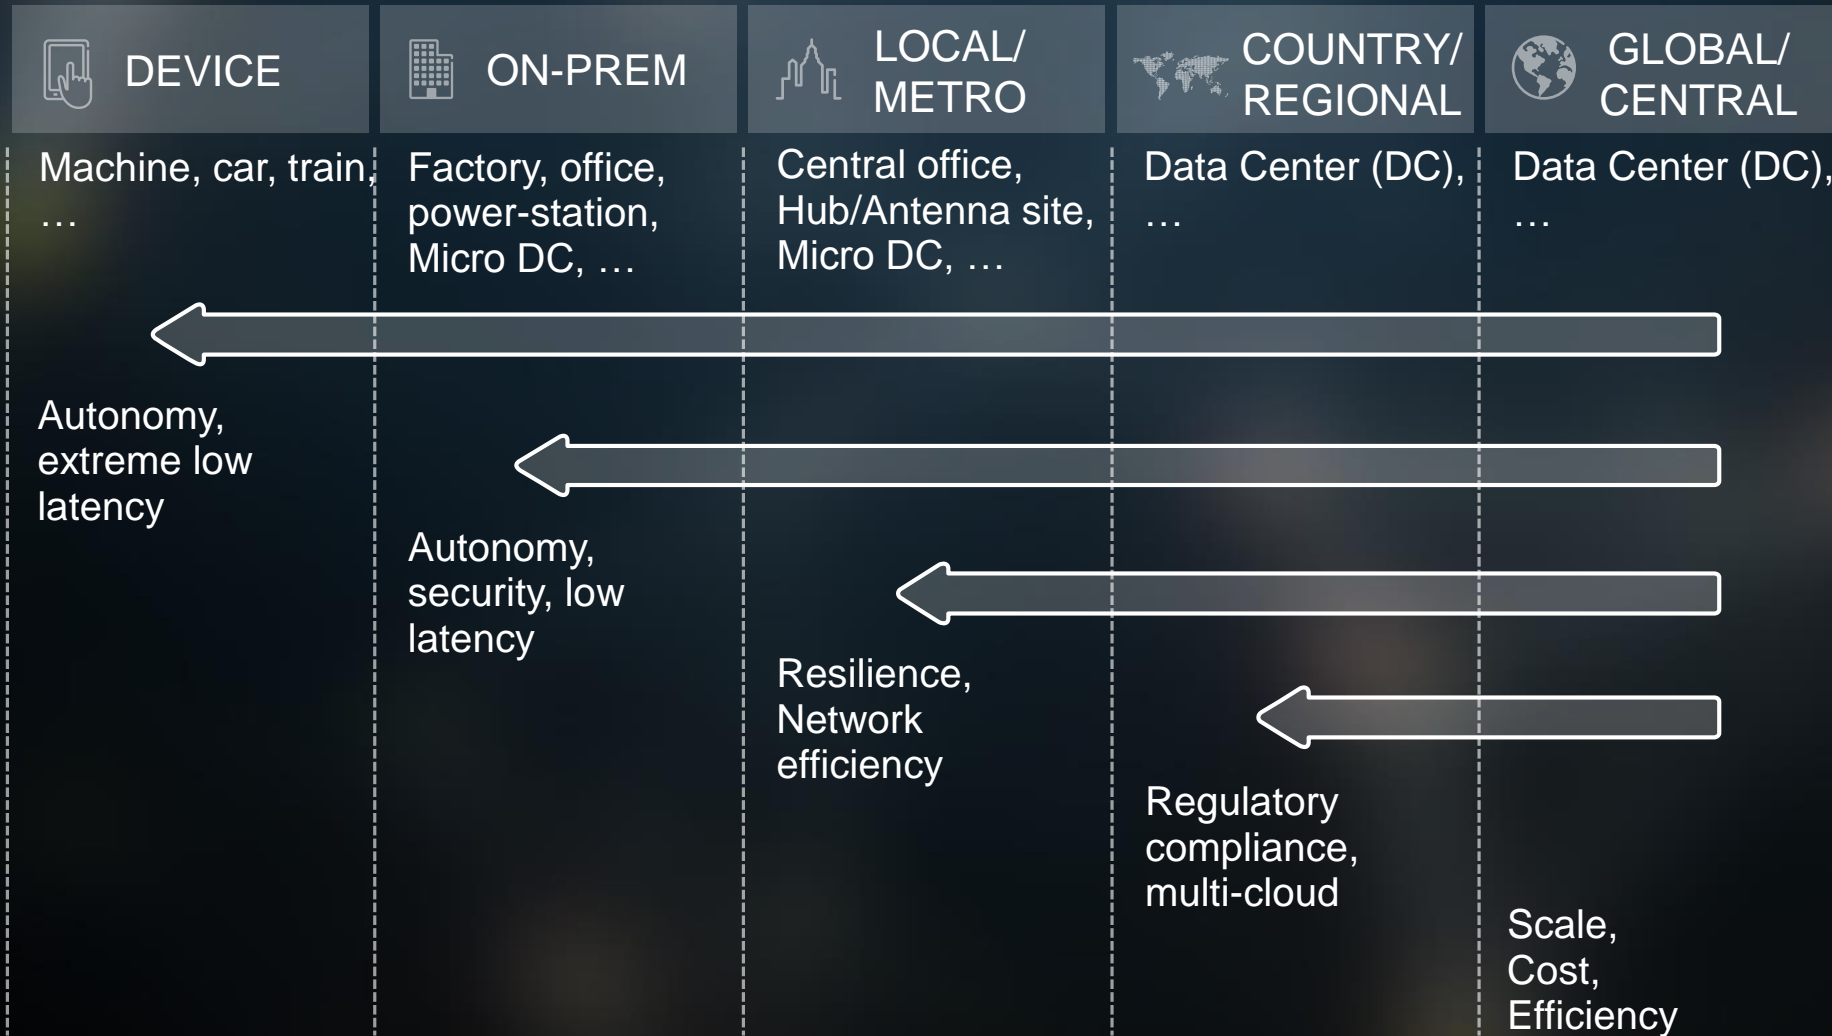 DEVICE
ON-PREM
LOCAL/
METRO
COUNTRY/
REGIONAL
GLOBAL/
CENTRAL
Machine, car, train,
…
Factory, office,
power-station,
Micro DC, …
Central office,
Hub/Antenna site,
Micro DC, …
Data Center (DC),
…
Data Center (DC),
…
Autonomy,
extreme low
latency
Autonomy,
security, low
latency
Resilience,
Network
efficiency
Regulatory
compliance,
multi-cloud
Scale,
Cost,
Efficiency